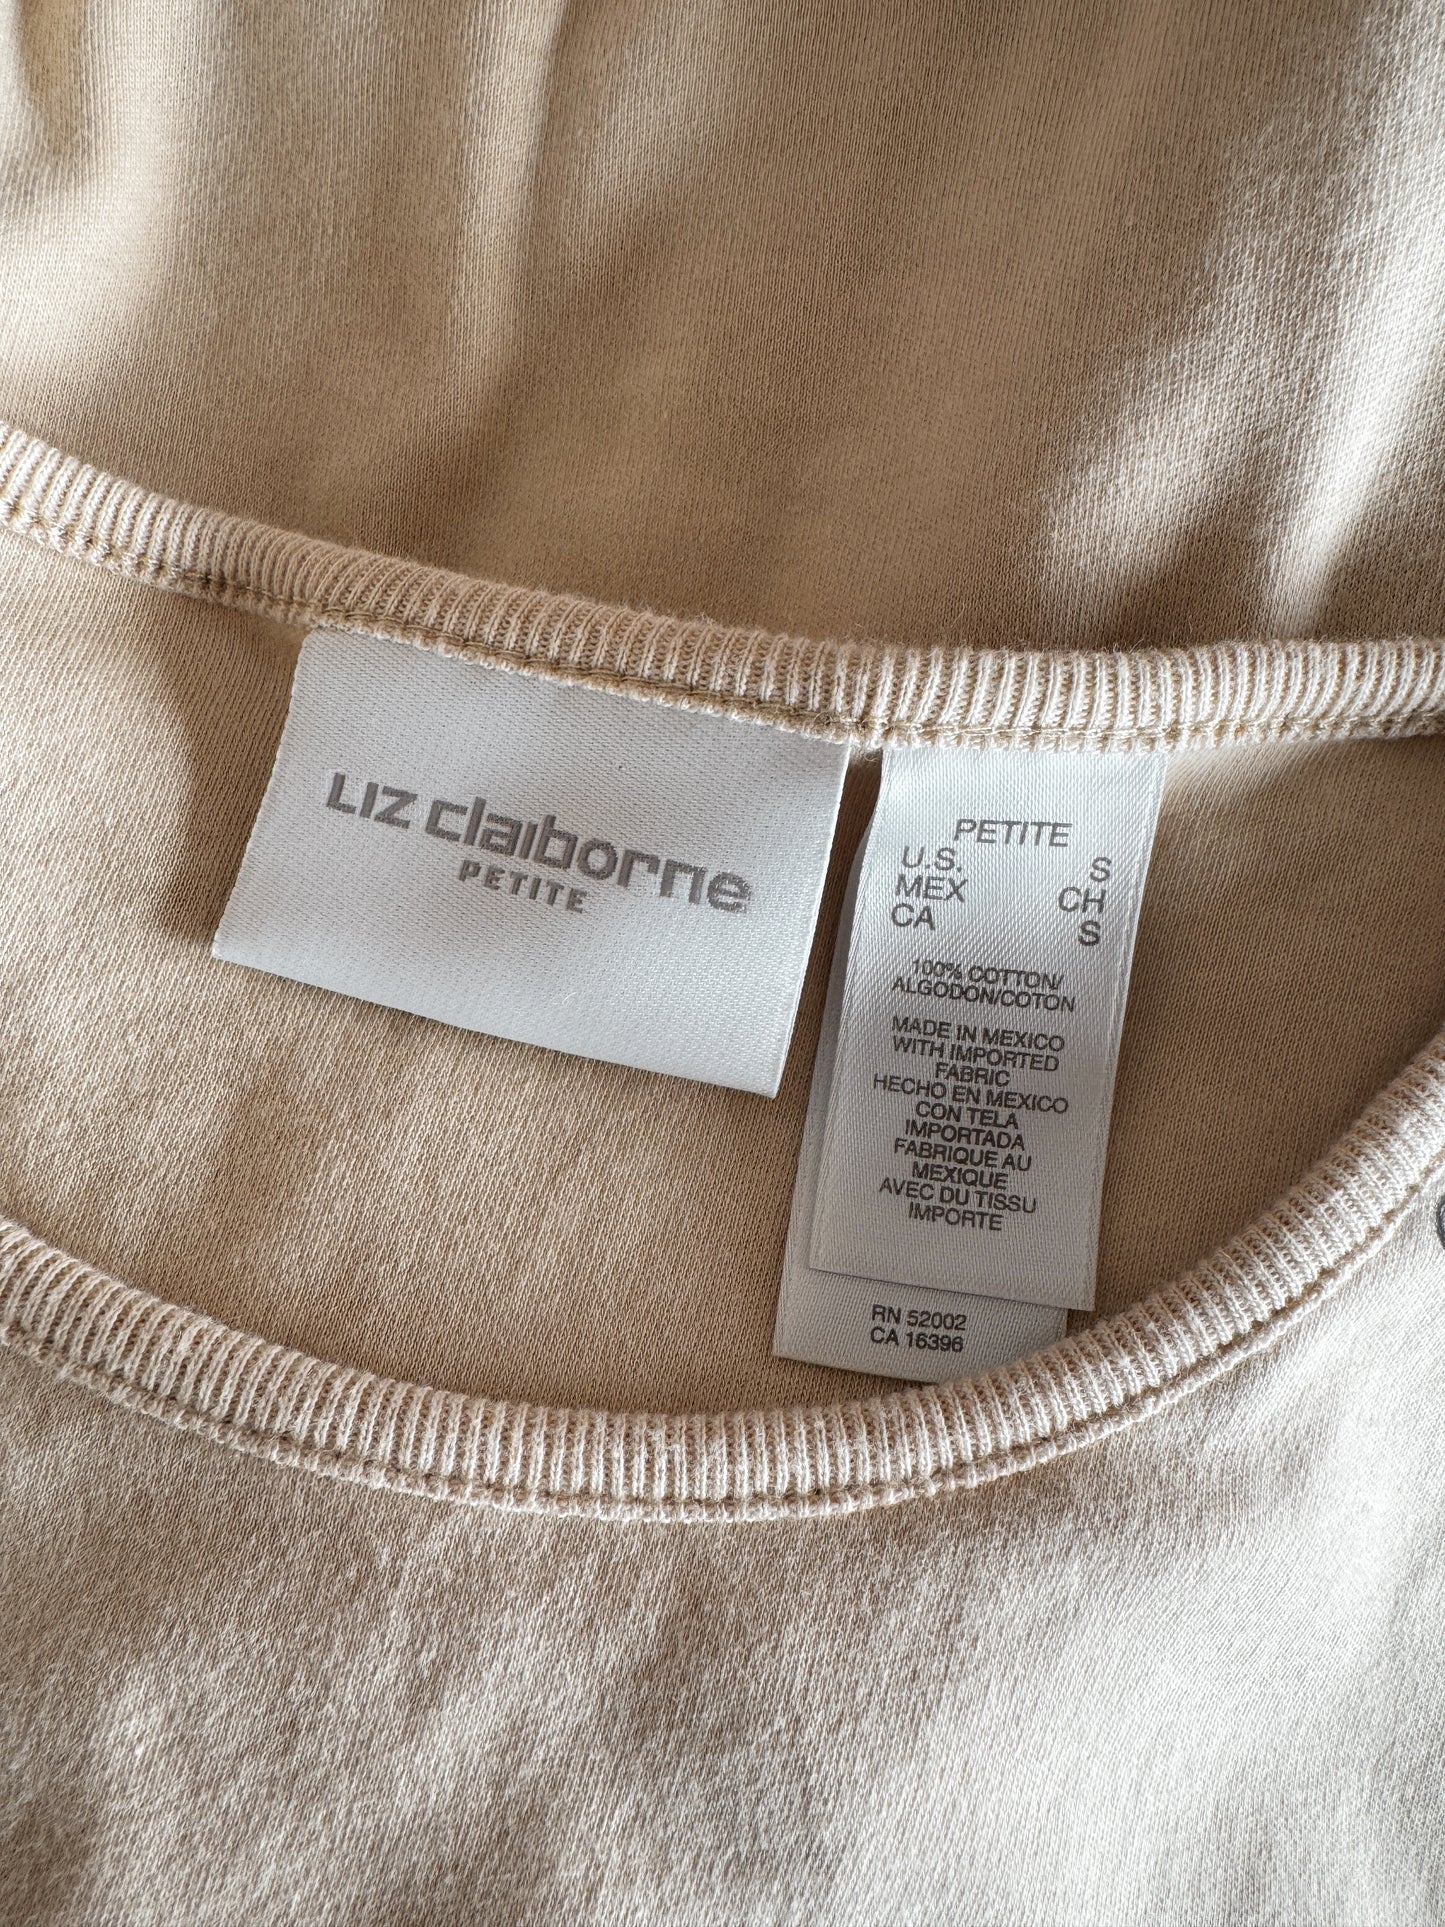 LIZ claiborne
PETITE
PETITE
U.S. S
MEX CH
CA S
100% COTTON/
ALGODON/COTON
MADE IN MEXICO
WITH IMPORTED
FABRIC
HECHO EN MEXICO
CON TELA
IMPORTADA
FABRIQUE AU
MEXIQUE
AVEC DU TISSU
IMPORTE
RN 52002
CA 16396